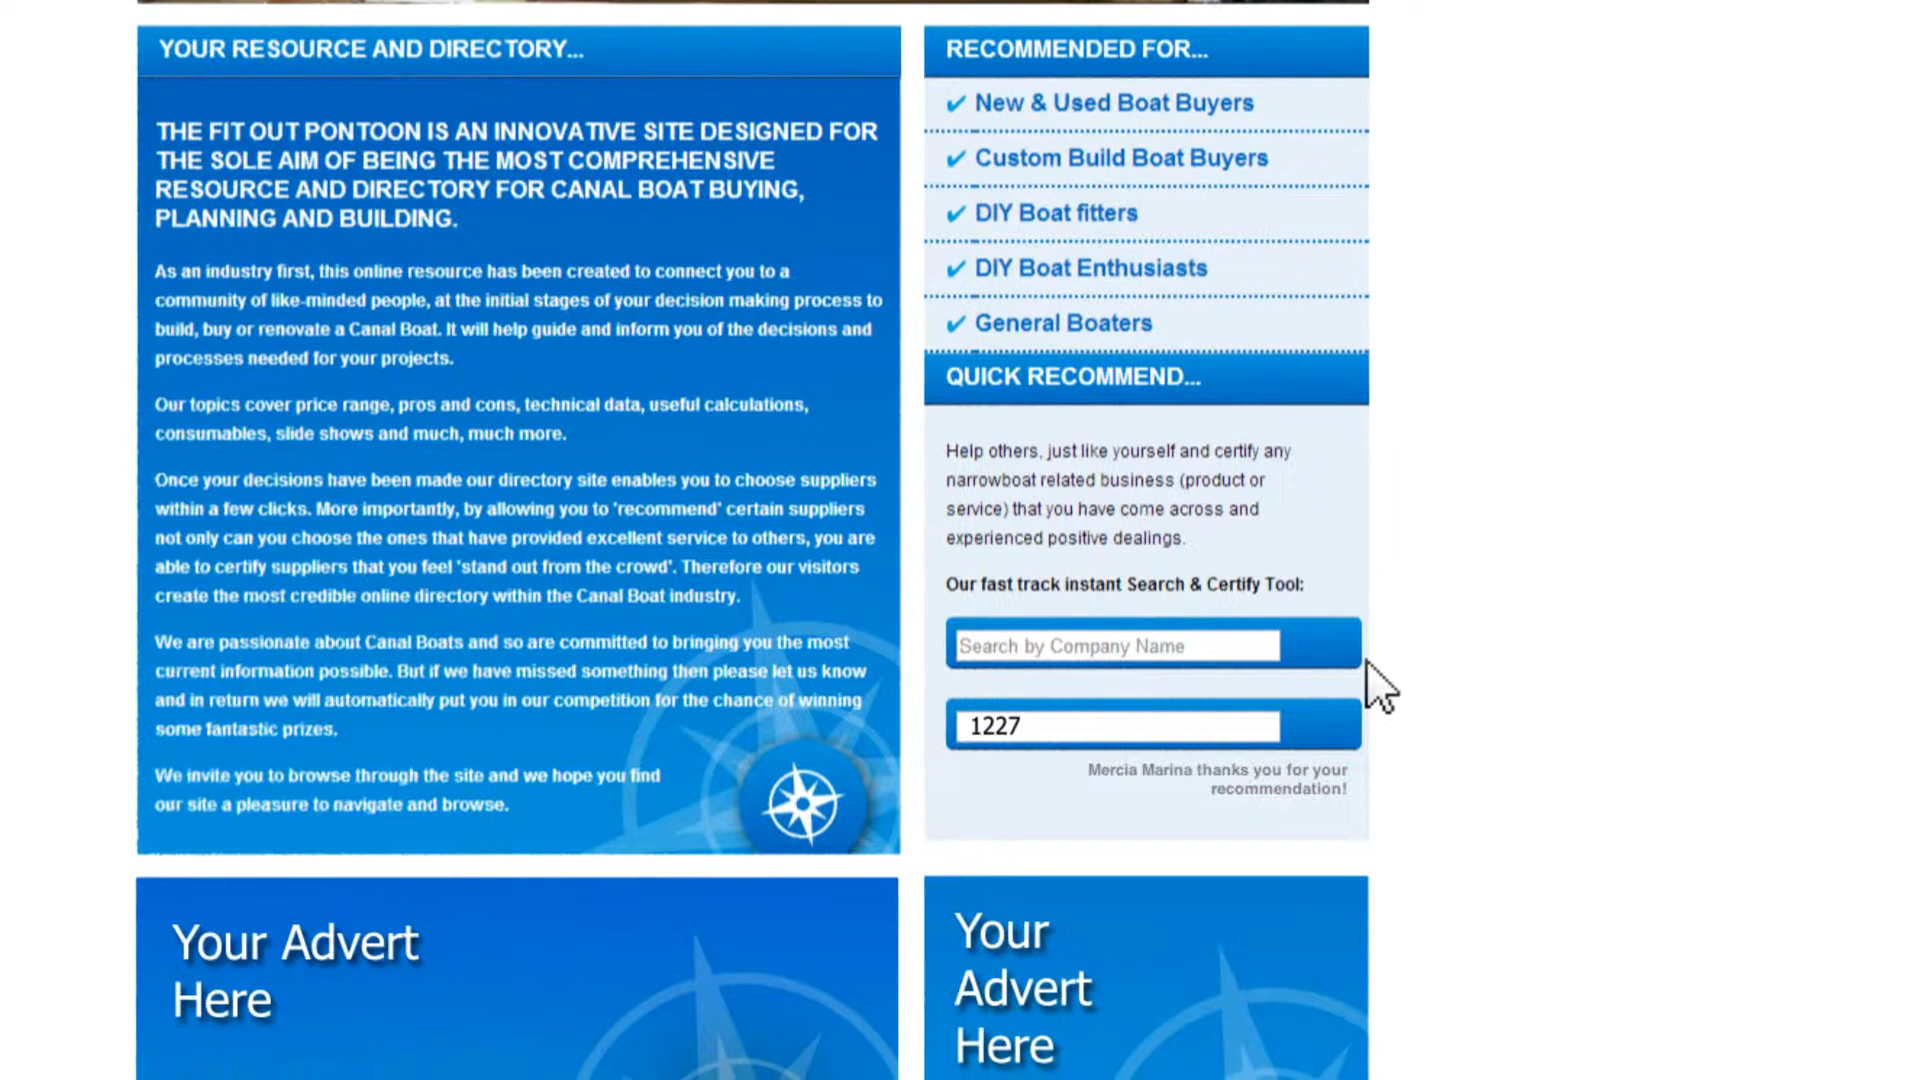 YOUR RESOURCE AND DIRECTORY...
THE FIT OUT PONTOON IS AN INNOVATIVE SITE DESIGNED FOR
THE SOLE AIM OF BEING THE MOST COMPREHENSIVE
RESOURCE AND DIRECTORY FOR CANAL BOAT BUYING,
PLANNING AND BUILDING.
As an industry first, this online resource has been created to connect you to a
community of like-minded people, at the initial stages of your decision making process to
build, buy or renovate a Canal Boat. It will help guide and inform you of the decisions and
processes needed for your projects.
Our topics cover price range, pros and cons, technical data, useful calculations,
consumables, slide shows and much, much more.
Once your decisions have been made our directory site enables you to choose suppliers
within a few clicks. More importantly, by allowing you to 'recommend' certain suppliers
not only can you choose the ones that have provided excellent service to others, you are
able to certify suppliers that you feel 'stand out from the crowd'. Therefore our visitors
create the most credible online directory within the Canal Boat industry.
We are passionate about Canal Boats and so are committed to bringing you the most
current information possible. But if we have missed something then please let us know
and in return we will automatically put you in our competition for the chance of winning
some fantastic prizes.
We invite you to browse through the site and we hope you find
our site a pleasure to navigate and browse.
RECOMMENDED FOR...
New & Used Boat Buyers
Custom Build Boat Buyers
DIY Boat fitters
DIY Boat Enthusiasts
General Boaters
QUICK RECOMMEND...
Help others, just like yourself and certify any
narrowboat related business (product or
service) that you have come across and
experienced positive dealings.
Our fast track instant Search & Certify Tool:
Search by Company Name
1227
Mercia Marina thanks you for your
recommendation!
Your Advert
Here
Your
Advert
Here